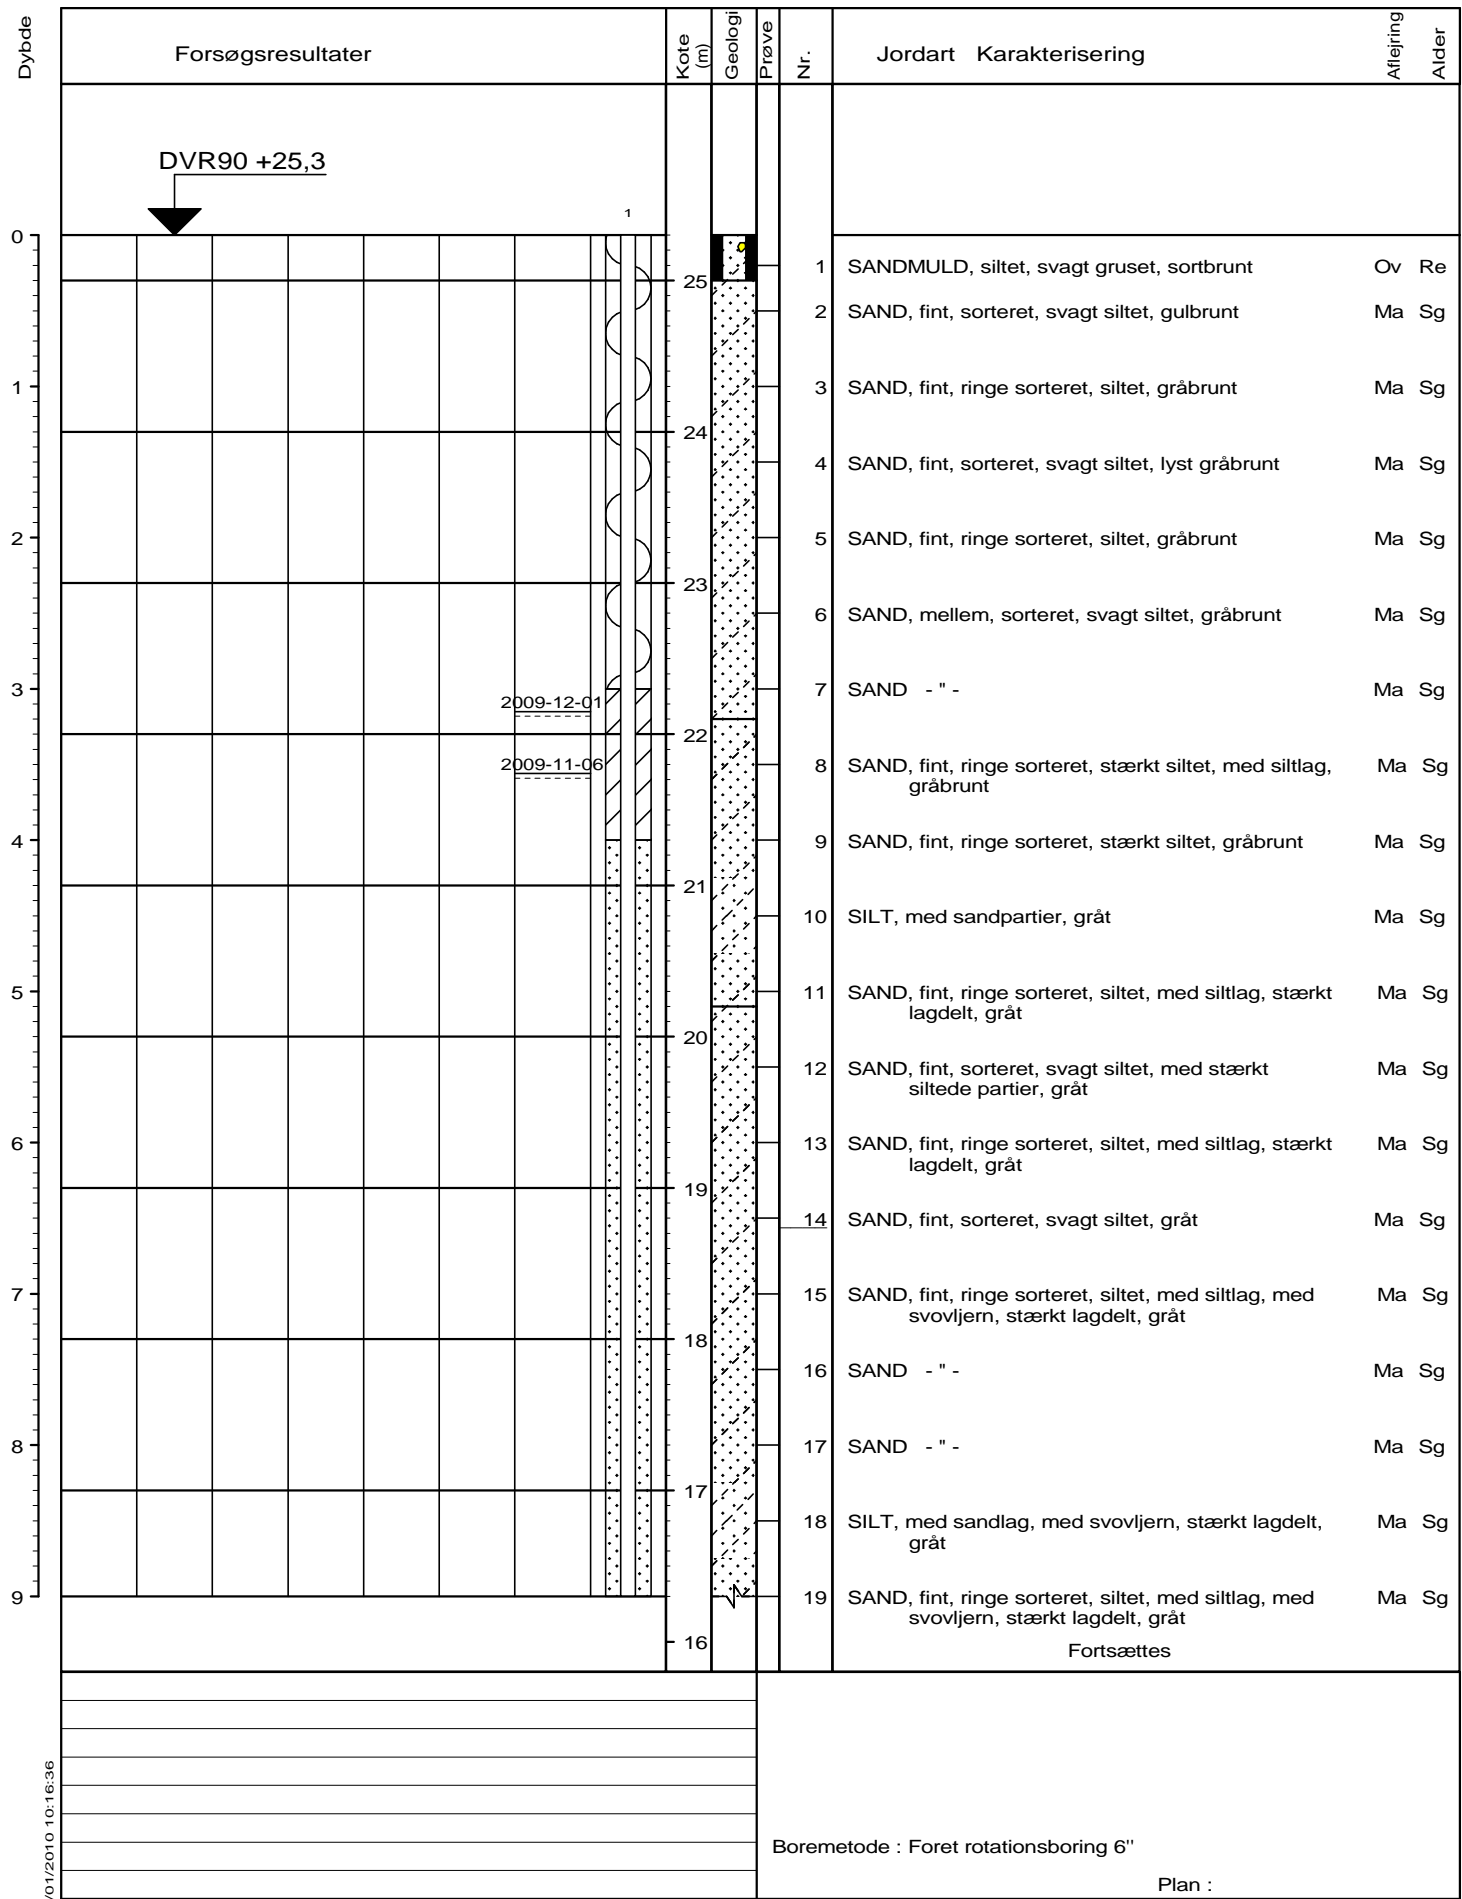 Dybde
Forsøgsresultater
Kote
(m)
Geologi
Prøve
Nr.
Jordart Karakterisering
Aflejring
Alder
DVR90 +25,3
1
0
1 SANDMULD, siltet, svagt gruset, sortbrunt Ov Re
25
2 SAND, fint, sorteret, svagt siltet, gulbrunt Ma Sg
1
3 SAND, fint, ringe sorteret, siltet, gråbrunt Ma Sg
24
4 SAND, fint, sorteret, svagt siltet, lyst gråbrunt Ma Sg
2
5 SAND, fint, ringe sorteret, siltet, gråbrunt Ma Sg
23
6 SAND, mellem, sorteret, svagt siltet, gråbrunt Ma Sg
3
7 SAND - " - Ma Sg
2009-12-01
22
2009-11-06
8 SAND, fint, ringe sorteret, stærkt siltet, med siltlag, Ma Sg
gråbrunt
4
9 SAND, fint, ringe sorteret, stærkt siltet, gråbrunt Ma Sg
21
10 SILT, med sandpartier, gråt Ma Sg
5
11 SAND, fint, ringe sorteret, siltet, med siltlag, stærkt Ma Sg
lagdelt, gråt
20
12 SAND, fint, sorteret, svagt siltet, med stærkt Ma Sg
siltede partier, gråt
6
13 SAND, fint, ringe sorteret, siltet, med siltlag, stærkt Ma Sg
lagdelt, gråt
19
14 SAND, fint, sorteret, svagt siltet, gråt Ma Sg
7
15 SAND, fint, ringe sorteret, siltet, med siltlag, med Ma Sg
svovljern, stærkt lagdelt, gråt
18
16 SAND - " - Ma Sg
8
17 SAND - " - Ma Sg
17
18 SILT, med sandlag, med svovljern, stærkt lagdelt, Ma Sg
gråt
9
19 SAND, fint, ringe sorteret, siltet, med siltlag, med Ma Sg
svovljern, stærkt lagdelt, gråt
16
Fortsættes
/01/2010 10:16:36
Boremetode : Foret rotationsboring 6''
Plan :